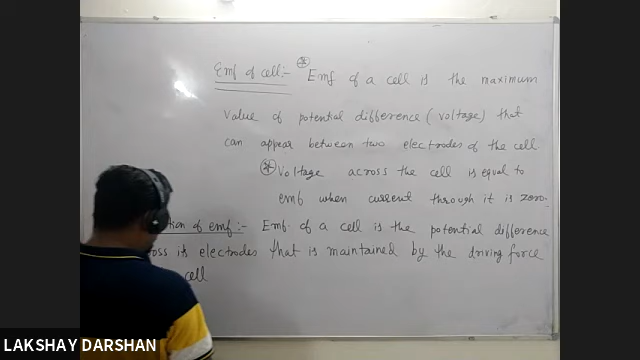 Emf of cell:- * Emf of a cell is the maximum
value of potential difference (voltage) that
can appear between two electrodes of the cell
* Voltage across the cell is equal to
emf when current through it is zero.
tion of emf:- Emf of a cell is the potential difference
oss its electrodes that is maintained by the driving force
cell
LAKSHAY DARSHAN